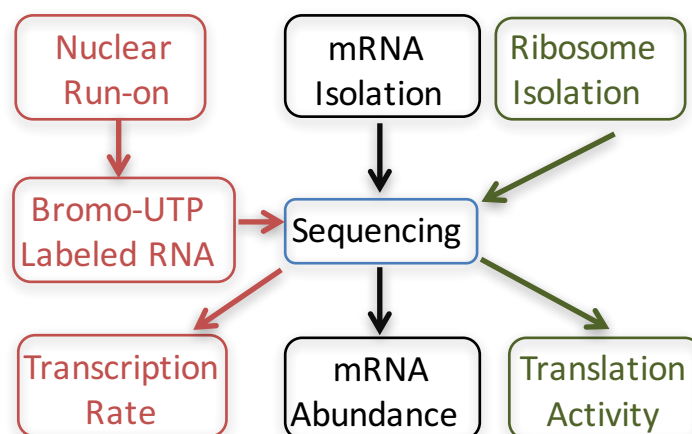 Nuclear
Run-on
mRNA
Isolation
Ribosome
Isolation
Bromo-UTP
Labeled RNA
Sequencing
Transcription
Rate
mRNA
Abundance
Translation
Activity